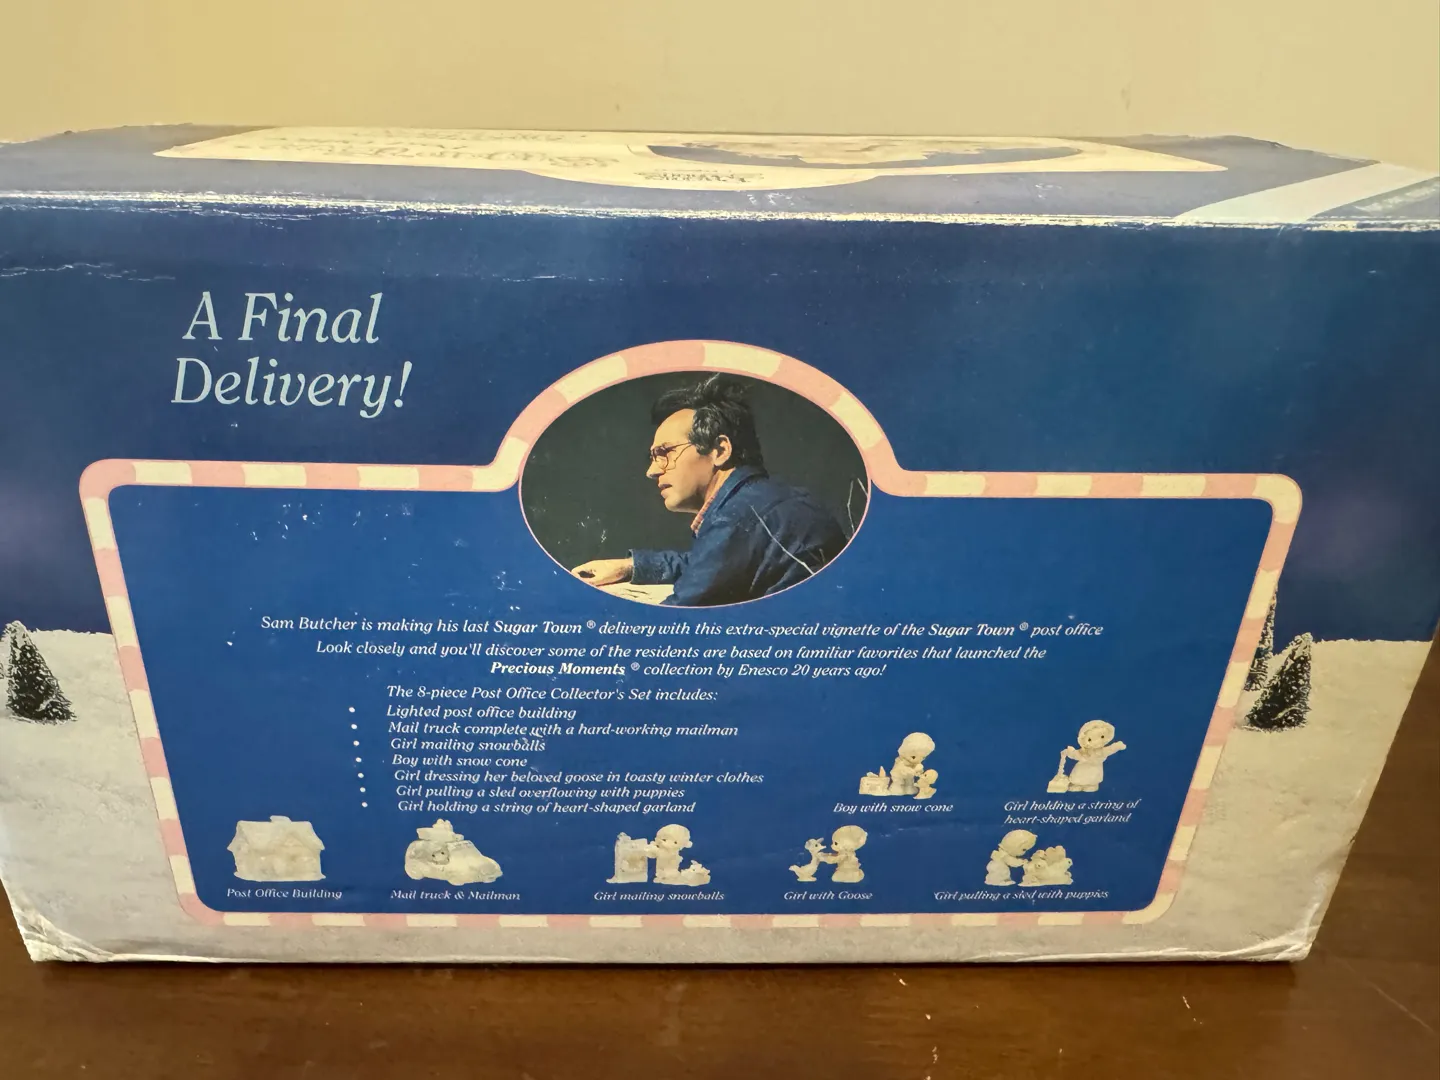 A Final
Delivery!
Sam Butcher is making his last Sugar Town ® delivery with this extra-special vignette of the Sugar Town ® post office
Look closely and you'll discover some of the residents are based on familiar favorites that launched the
Precious Moments ® collection by Enesco 20 years ago!
The 8-piece Post Office Collector's Set includes:
• Lighted post office building
• Mail truck complete with a hard-working mailman
• Girl mailing snowballs
• Boy with snow cone
• Girl dressing her beloved goose in toasty winter clothes
• Girl pulling a sled overflowing with puppies
• Girl holding a string of heart-shaped garland
Boy with snow cone
Girl holding a string of
heart-shaped garland
Post Office Building
Mail truck & Mailman
Girl mailing snowballs
Girl with Goose
Girl pulling a sled with puppies